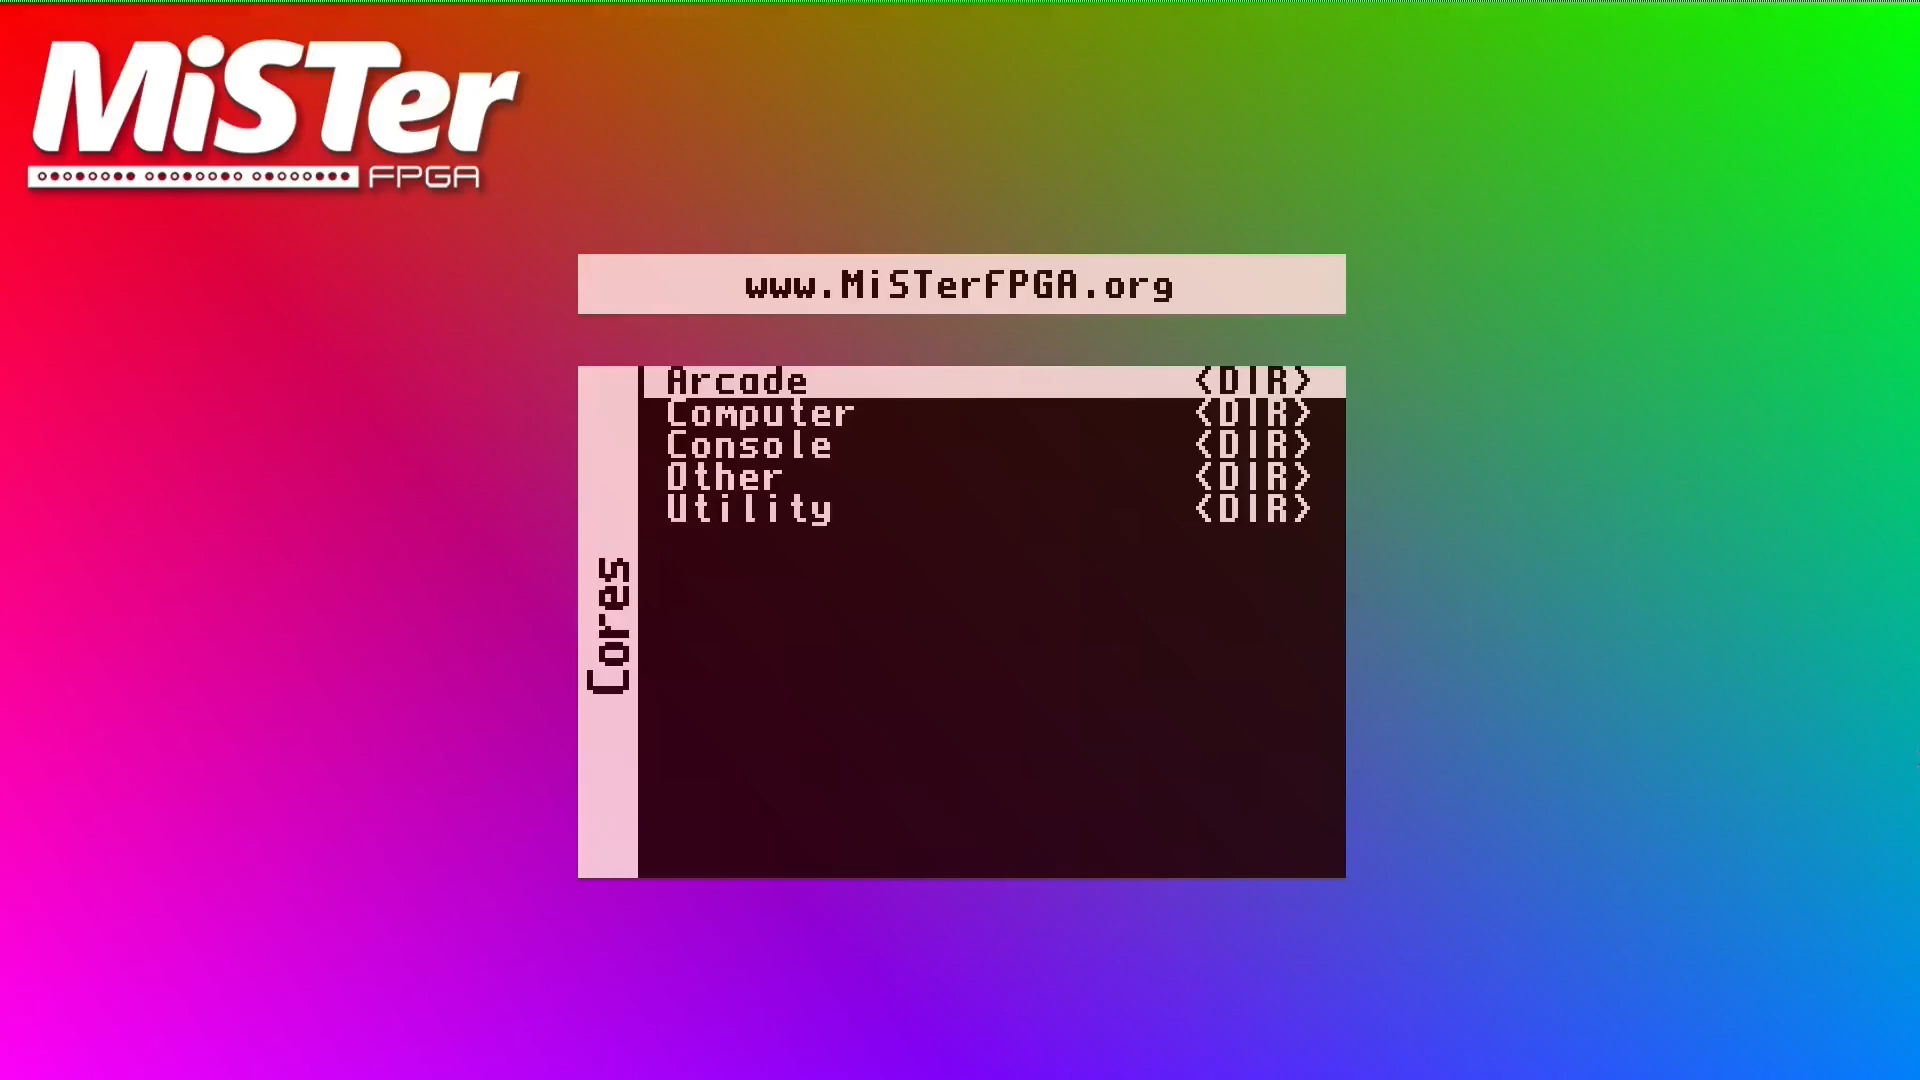 MiSTer
FPGA
www.MiSTerFPGA.org
Arcade <DIR>
Computer <DIR>
Console <DIR>
Other <DIR>
Utility <DIR>
Cores